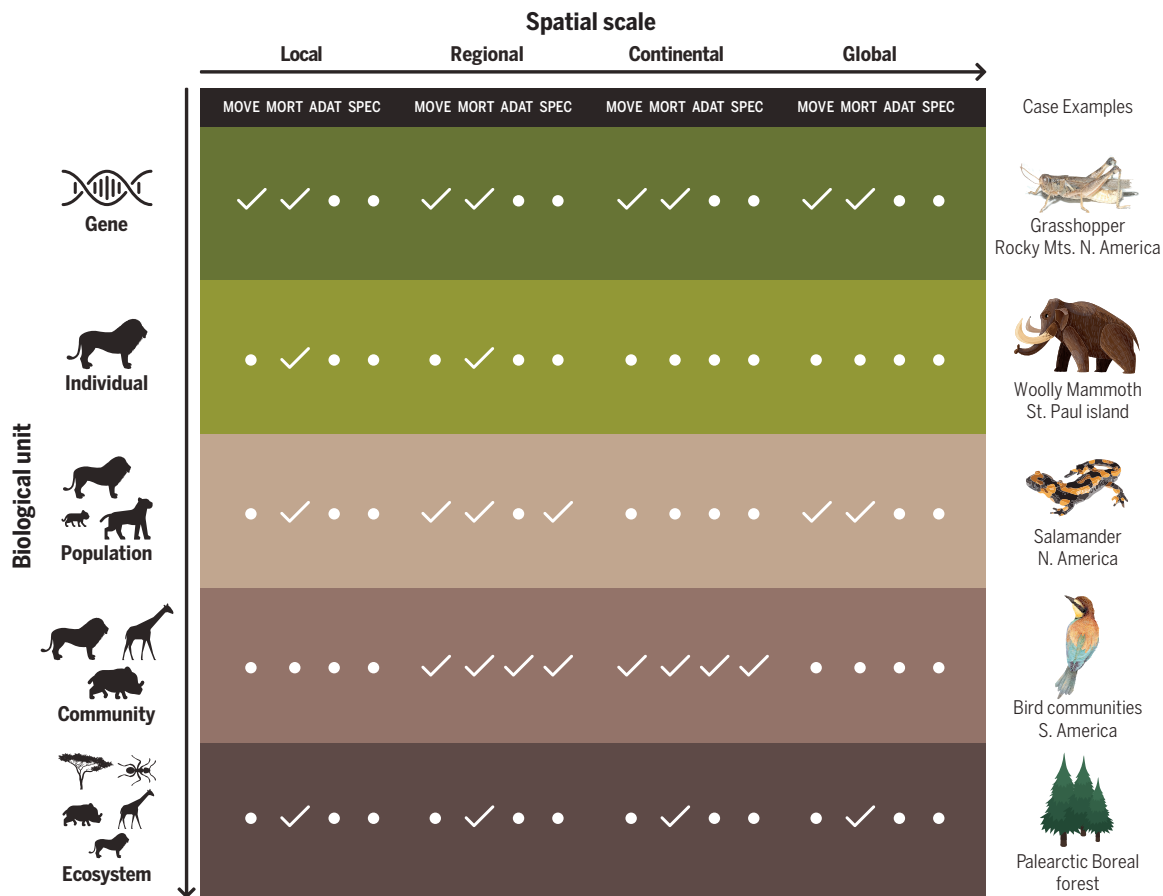 Spatial scale
Local Regional Continental Global
MOVE MORT ADAT SPEC MOVE MORT ADAT SPEC MOVE MORT ADAT SPEC MOVE MORT ADAT SPEC
Case Examples
Biological unit
Gene
Grasshopper
Rocky Mts. N. America
Individual
Woolly Mammoth
St. Paul island
Population
Salamander
N. America
Community
Bird communities
S. America
Ecosystem
Palearctic Boreal
forest